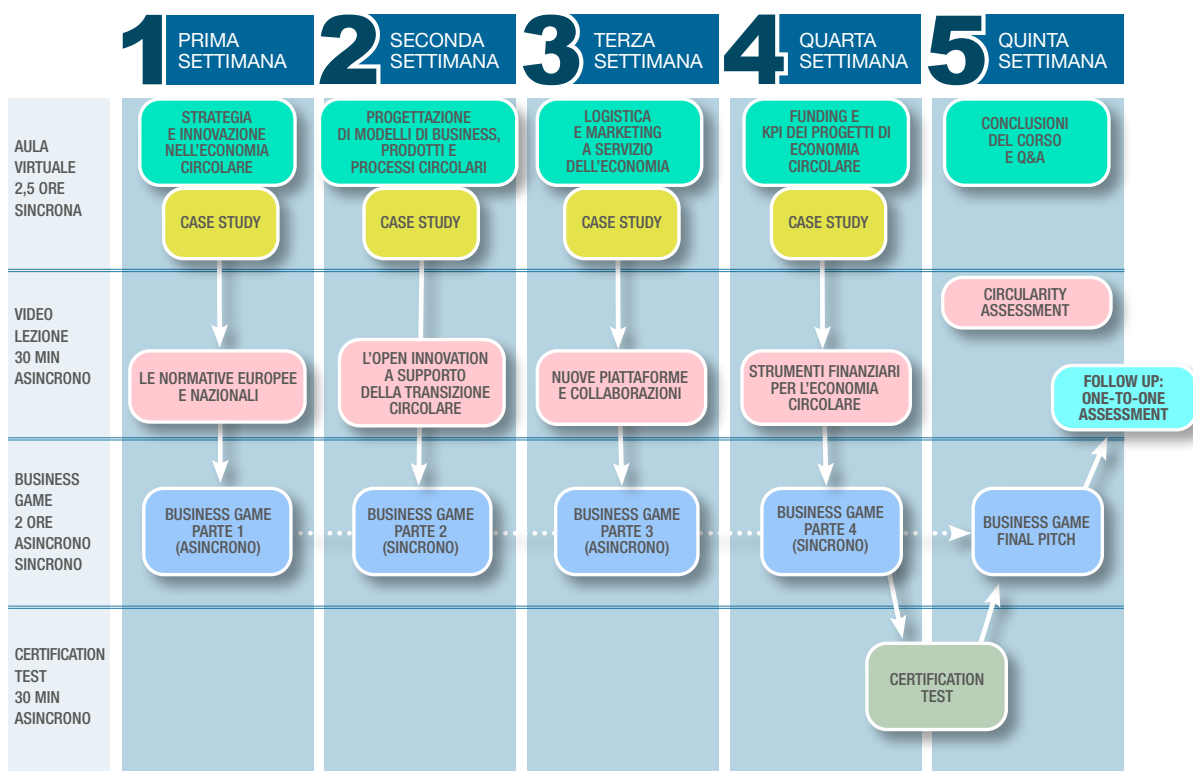 1
PRIMA
SETTIMANA
2
SECONDA
SETTIMANA
3
TERZA
SETTIMANA
4
QUARTA
SETTIMANA
5
QUINTA
SETTIMANA
AULA
VIRTUALE
2,5 ORE
SINCRONA
STRATEGIA
E INNOVAZIONE
NELL'ECONOMIA
CIRCOLARE
PROGETTAZIONE
DI MODELLI DI BUSINESS,
PRODOTTI E
PROCESSI CIRCOLARI
LOGISTICA
E MARKETING
A SERVIZIO
DELL'ECONOMIA
FUNDING E
KPI DEI PROGETTI DI
ECONOMIA
CIRCOLARE
CONCLUSIONI
DEL CORSO
E Q&A
CASE STUDY
CASE STUDY
CASE STUDY
CASE STUDY
VIDEO
LEZIONE
30 MIN
ASINCRONO
LE NORMATIVE EUROPEE
E NAZIONALI
L'OPEN INNOVATION
A SUPPORTO
DELLA TRANSIZIONE
CIRCOLARE
NUOVE PIATTAFORME
E COLLABORAZIONI
STRUMENTI FINANZIARI
PER L'ECONOMIA
CIRCOLARE
CIRCULARITY
ASSESSMENT
FOLLOW UP:
ONE-TO-ONE
ASSESSMENT
BUSINESS
GAME
2 ORE
ASINCRONO
SINCRONO
BUSINESS GAME
PARTE 1
(ASINCRONO)
BUSINESS GAME
PARTE 2
(SINCRONO)
BUSINESS GAME
PARTE 3
(ASINCRONO)
BUSINESS GAME
PARTE 4
(SINCRONO)
BUSINESS GAME
FINAL PITCH
CERTIFICATION
TEST
30 MIN
ASINCRONO
CERTIFICATION
TEST